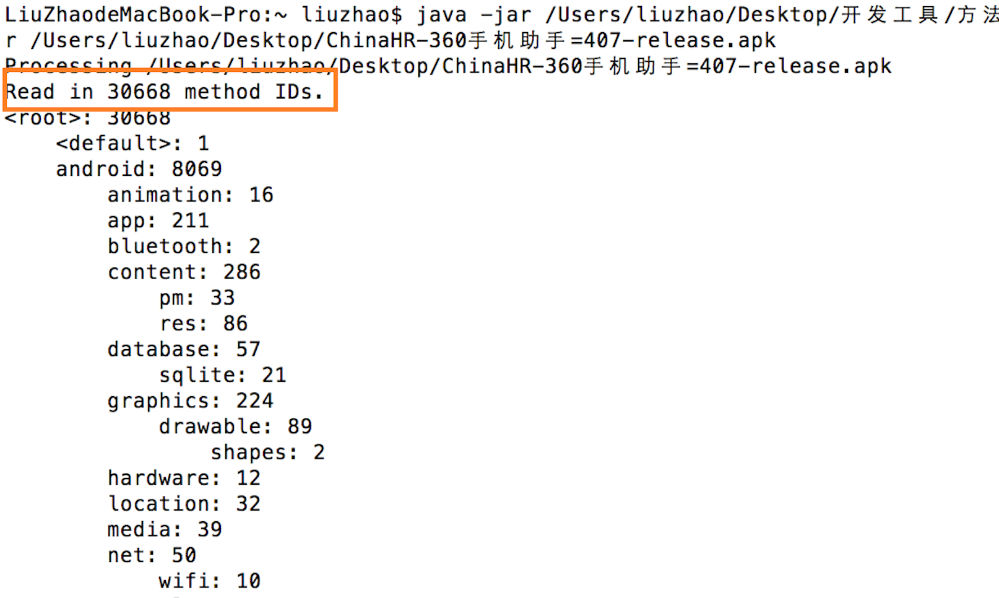 LiuZhaodeMacBook-Pro:~ liuzhao$ java -jar /Users/liuzhao/Desktop/开发工具/方法
r /Users/liuzhao/Desktop/ChinaHR-360手机助手=407-release.apk
Processing /Users/liuzhao/Desktop/ChinaHR-360手机助手=407-release.apk
Read in 30668 method IDs.
<root>: 30668
    <default>: 1
    android: 8069
        animation: 16
        app: 211
        bluetooth: 2
        content: 286
            pm: 33
            res: 86
        database: 57
            sqlite: 21
        graphics: 224
            drawable: 89
                shapes: 2
        hardware: 12
        location: 32
        media: 39
        net: 50
            wifi: 10